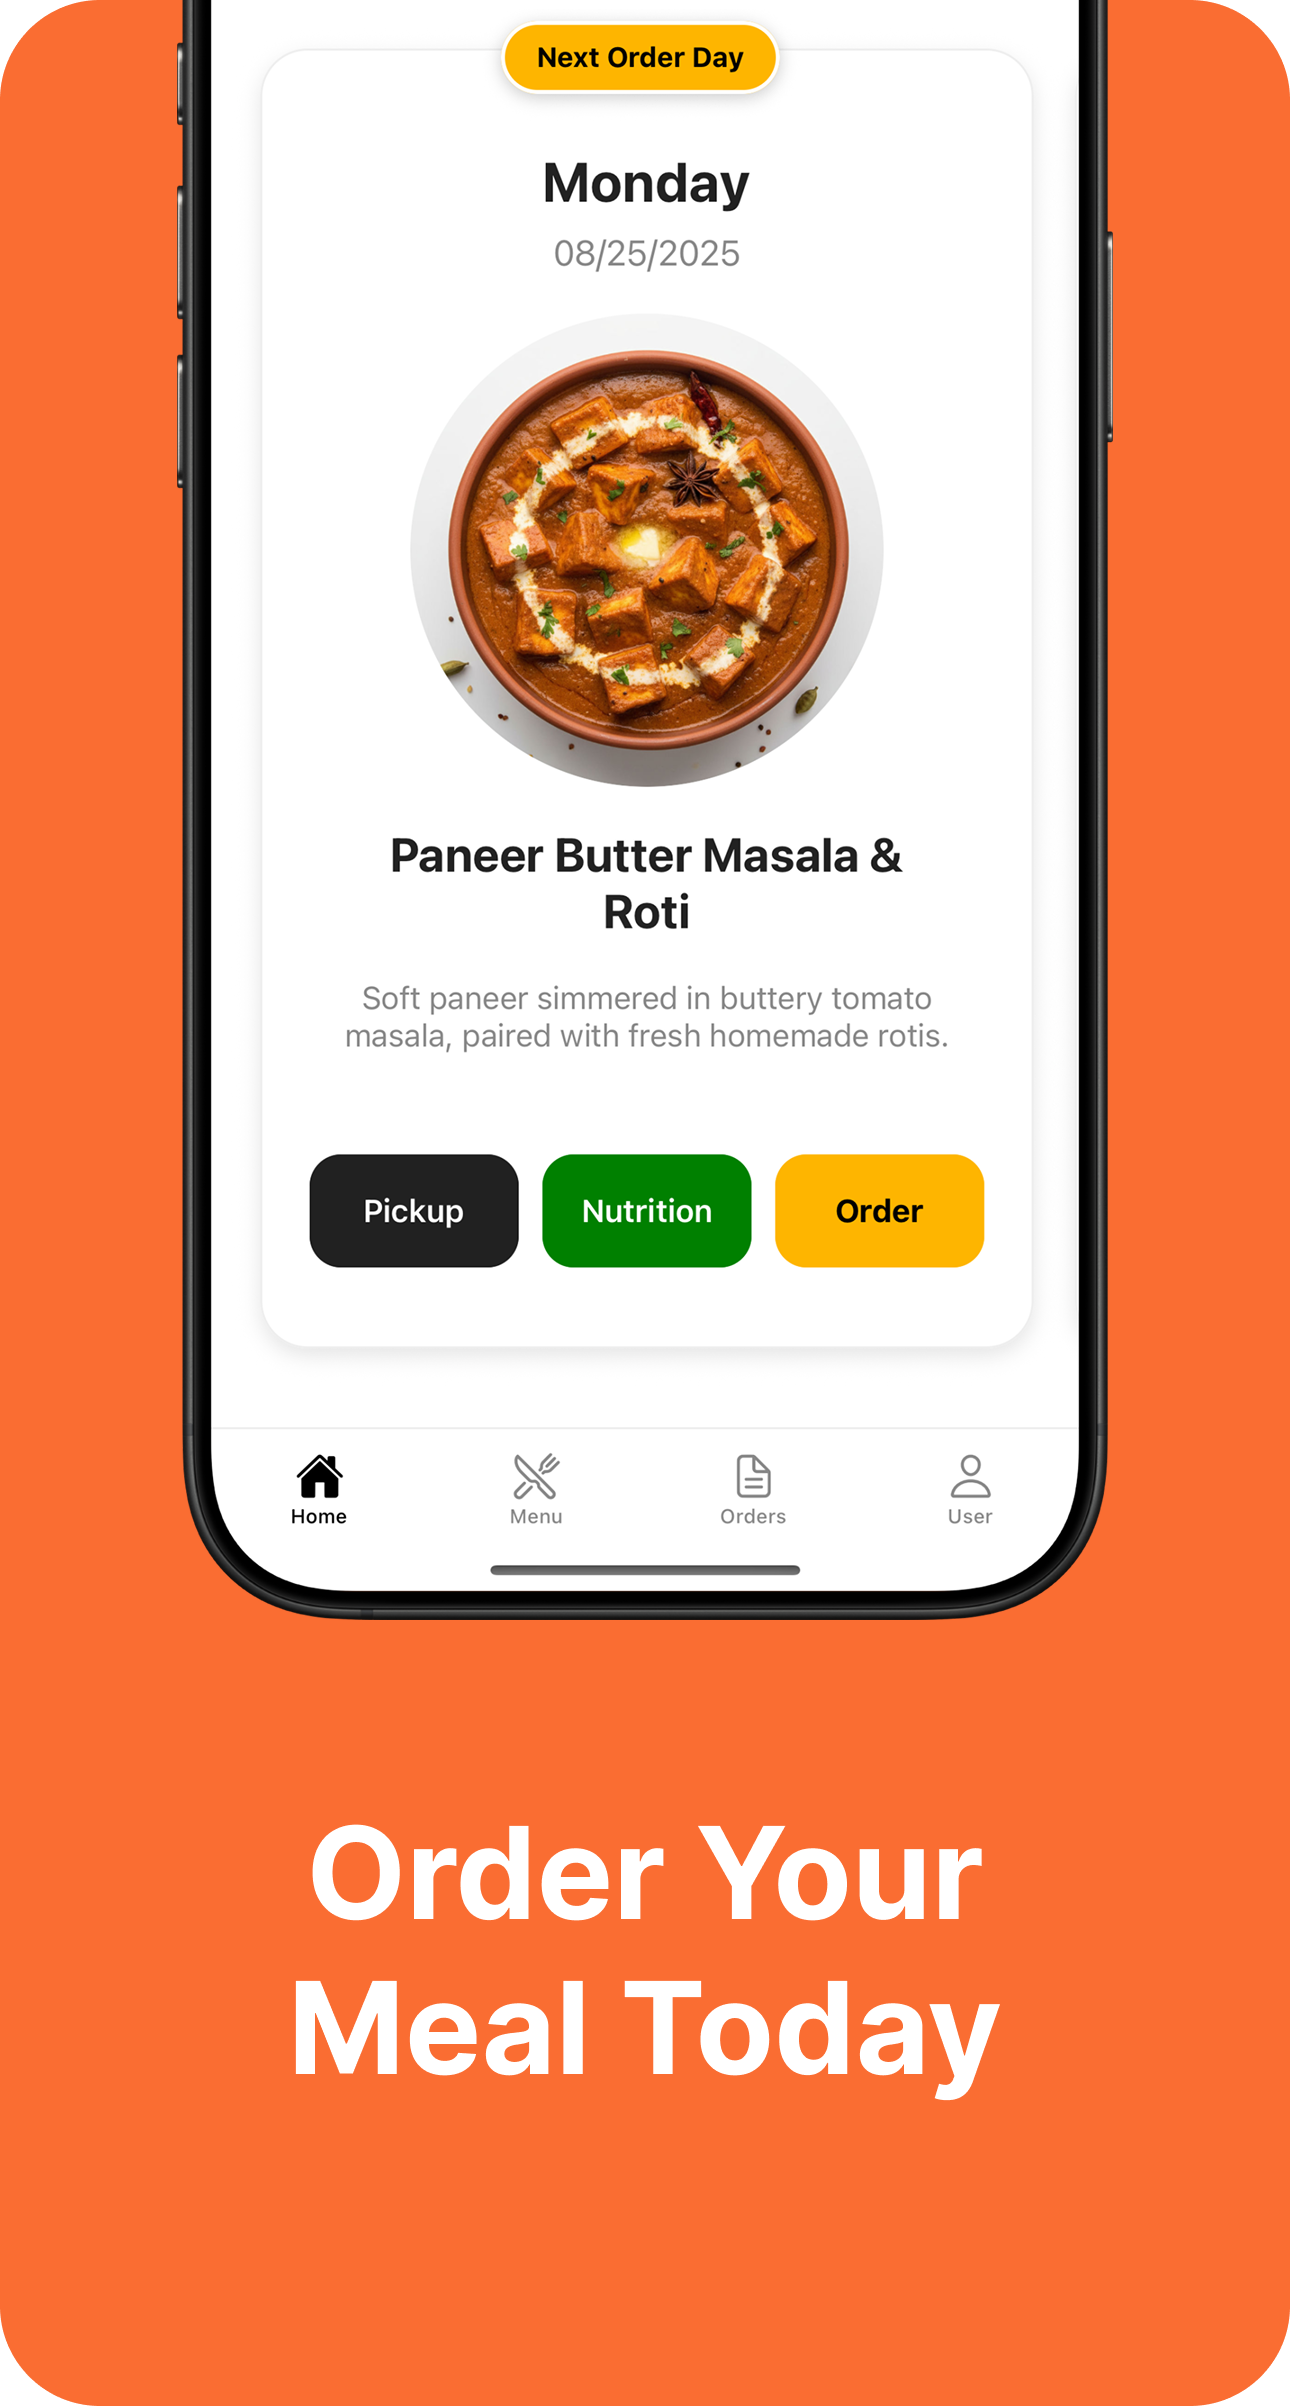 Next Order Day
Monday
08/25/2025
Paneer Butter Masala &
Roti
Soft paneer simmered in buttery tomato
masala, paired with fresh homemade rotis.
Pickup
Nutrition
Order
Home
Menu
Orders
User
Order Your
Meal Today